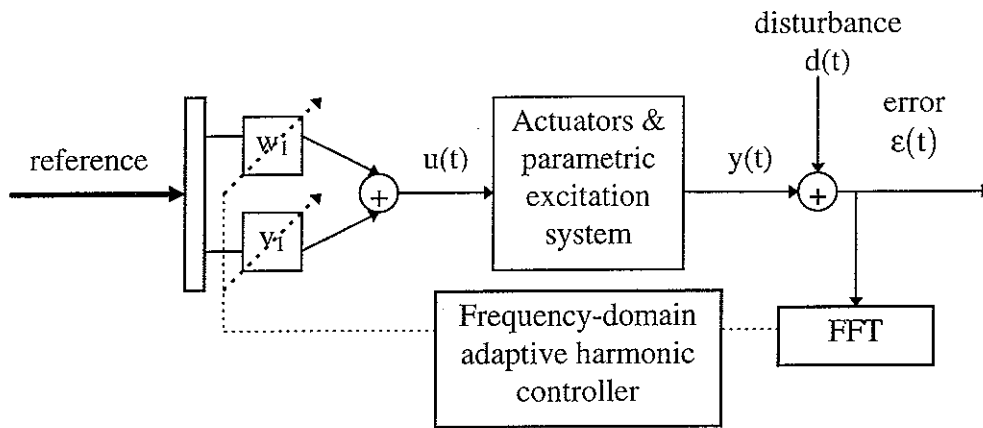 disturbance
d(t)
error
ε(t)
reference
w1
y1
+
u(t)
Actuators &
parametric
excitation
system
y(t)
+
Frequency-domain
adaptive harmonic
controller
FFT